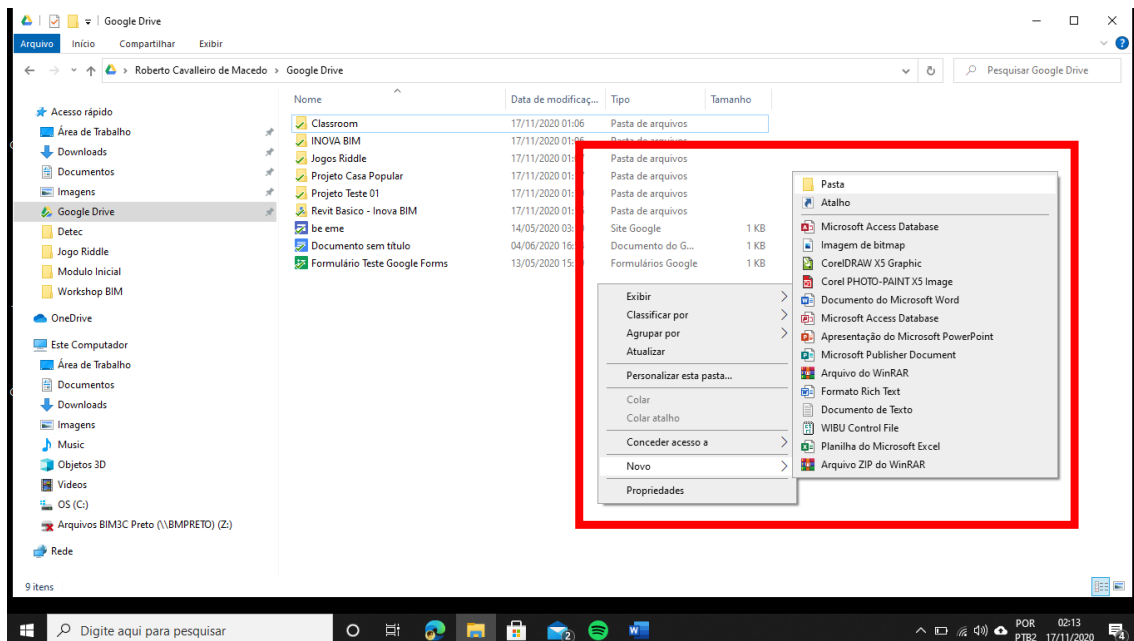 Google Drive
Arquivo Início Compartilhar Exibir
Roberto Cavalleiro de Macedo > Google Drive
Pesquisar Google Drive
Nome Data de modificaç... Tipo Tamanho
Acesso rápido
Área de Trabalho
Downloads
Documentos
Imagens
Google Drive
Detec
Jogo Riddle
Modulo Inicial
Workshop BIM
OneDrive
Este Computador
Área de Trabalho
Documentos
Downloads
Imagens
Music
Objetos 3D
Videos
OS (C:)
Arquivos BIM3C Preto (\\BMPRETO) (Z:)
Rede
9 itens
Classroom 17/11/2020 01:06 Pasta de arquivos
INOVA BIM 17/11/2020 01:06 Pasta de arquivos
Jogos Riddle 17/11/2020 Pasta de arquivos
Projeto Casa Popular 17/11/2020 Pasta de arquivos
Projeto Teste 01 17/11/2020 Pasta de arquivos
Revit Basico - Inova BIM 17/11/2020 Pasta de arquivos
be eme 14/05/2020 Site Google 1 KB
Documento sem título 04/06/2020 Documento do G... 1 KB
Formulário Teste Google Forms 13/05/2020 Formulários Google 1 KB
Exibir
Classificar por
Agrupar por
Atualizar
Personalizar esta pasta...
Colar
Colar atalho
Conceder acesso a
Novo
Propriedades
Pasta
Atalho
Microsoft Access Database
Imagem de bitmap
CorelDRAW X5 Graphic
Corel PHOTO-PAINT X5 Image
Documento do Microsoft Word
Microsoft Access Database
Apresentação do Microsoft PowerPoint
Microsoft Publisher Document
Arquivo do WinRAR
Formato Rich Text
Documento de Texto
WIBU Control File
Planilha do Microsoft Excel
Arquivo ZIP do WinRAR
Digite aqui para pesquisar
POR 02:13
PTB2 17/11/2020